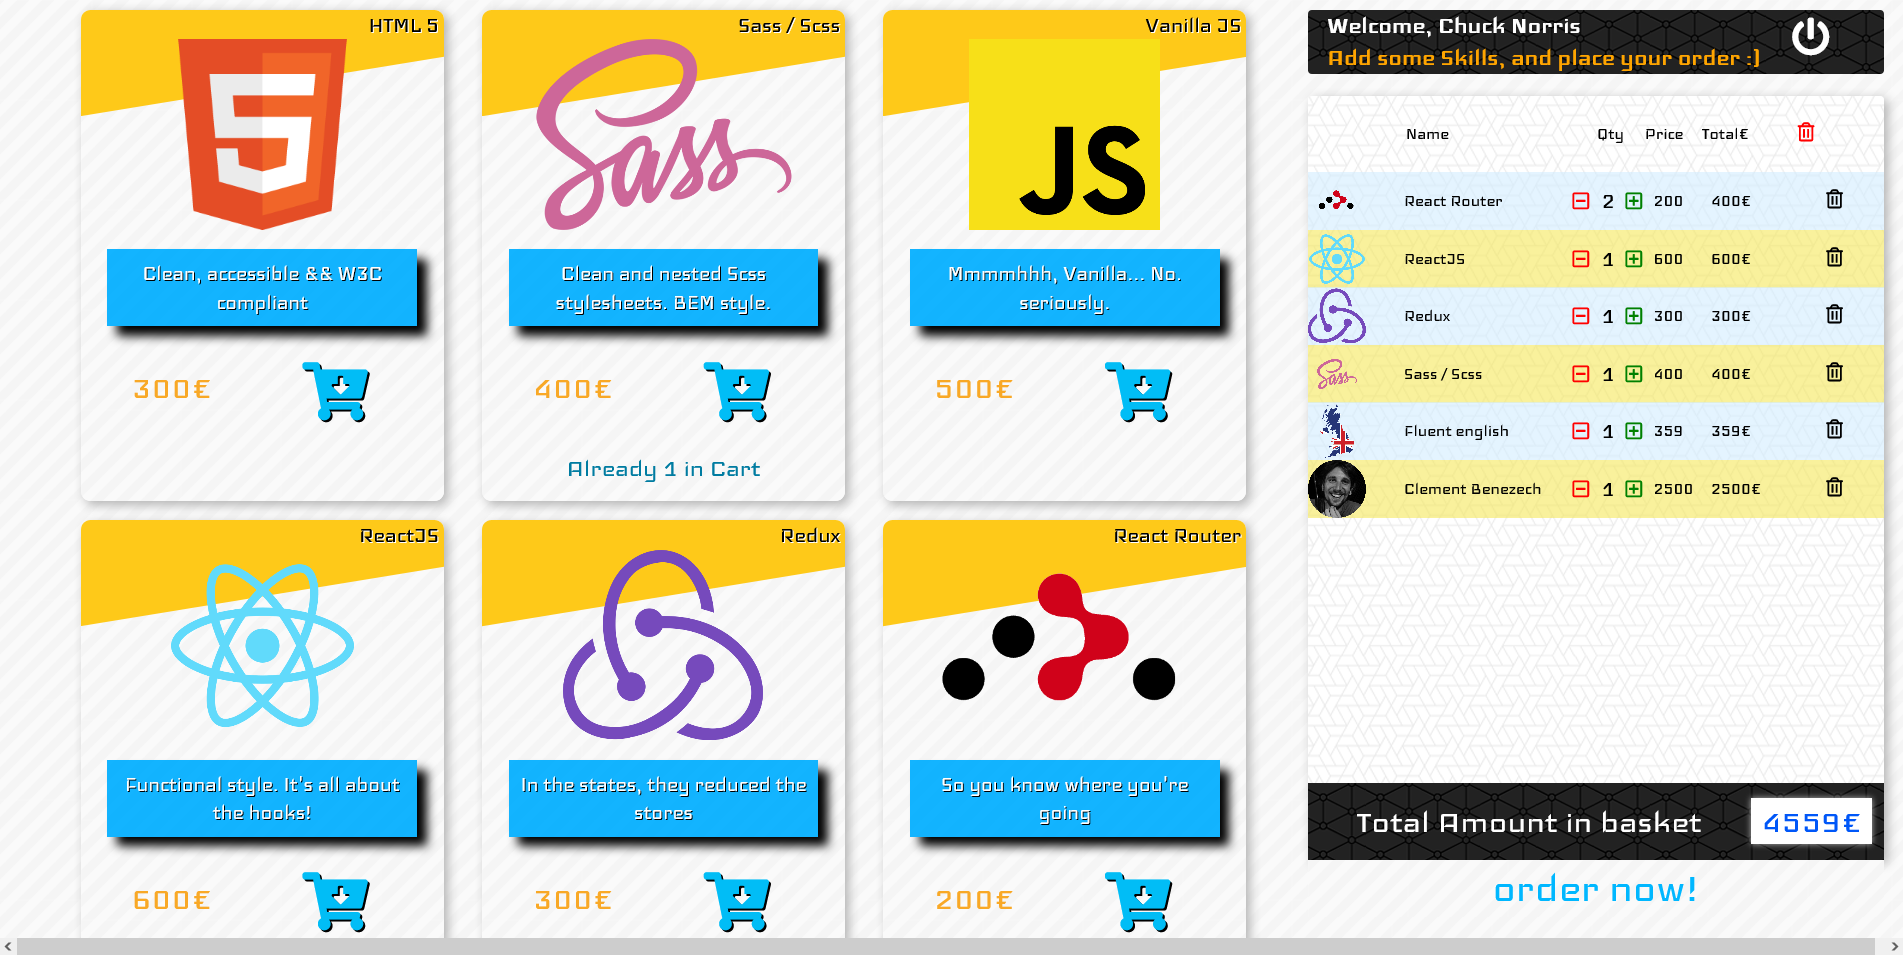 HTML 5
Clean, accessible && W3C
compliant
300€
Sass / Scss
Sass
Clean and nested Scss
stylesheets. BEM style.
400€
Already 1 in Cart
Vanilla JS
JS
Mmmmhhh, Vanilla... No.
seriously.
500€
ReactJS
Functional style. It's all about
the hooks!
600€
Redux
In the states, they reduced the
stores
300€
React Router
So you know where you're
going
200€
Welcome, Chuck Norris
Add some Skills, and place your order :)
Name Qty Price Total€
React Router 2 200 400€
ReactJS 1 600 600€
Redux 1 300 300€
Sass Sass / Scss 1 400 400€
Fluent english 1 359 359€
Clement Benezech 1 2500 2500€
Total Amount in basket 4559€
order now!